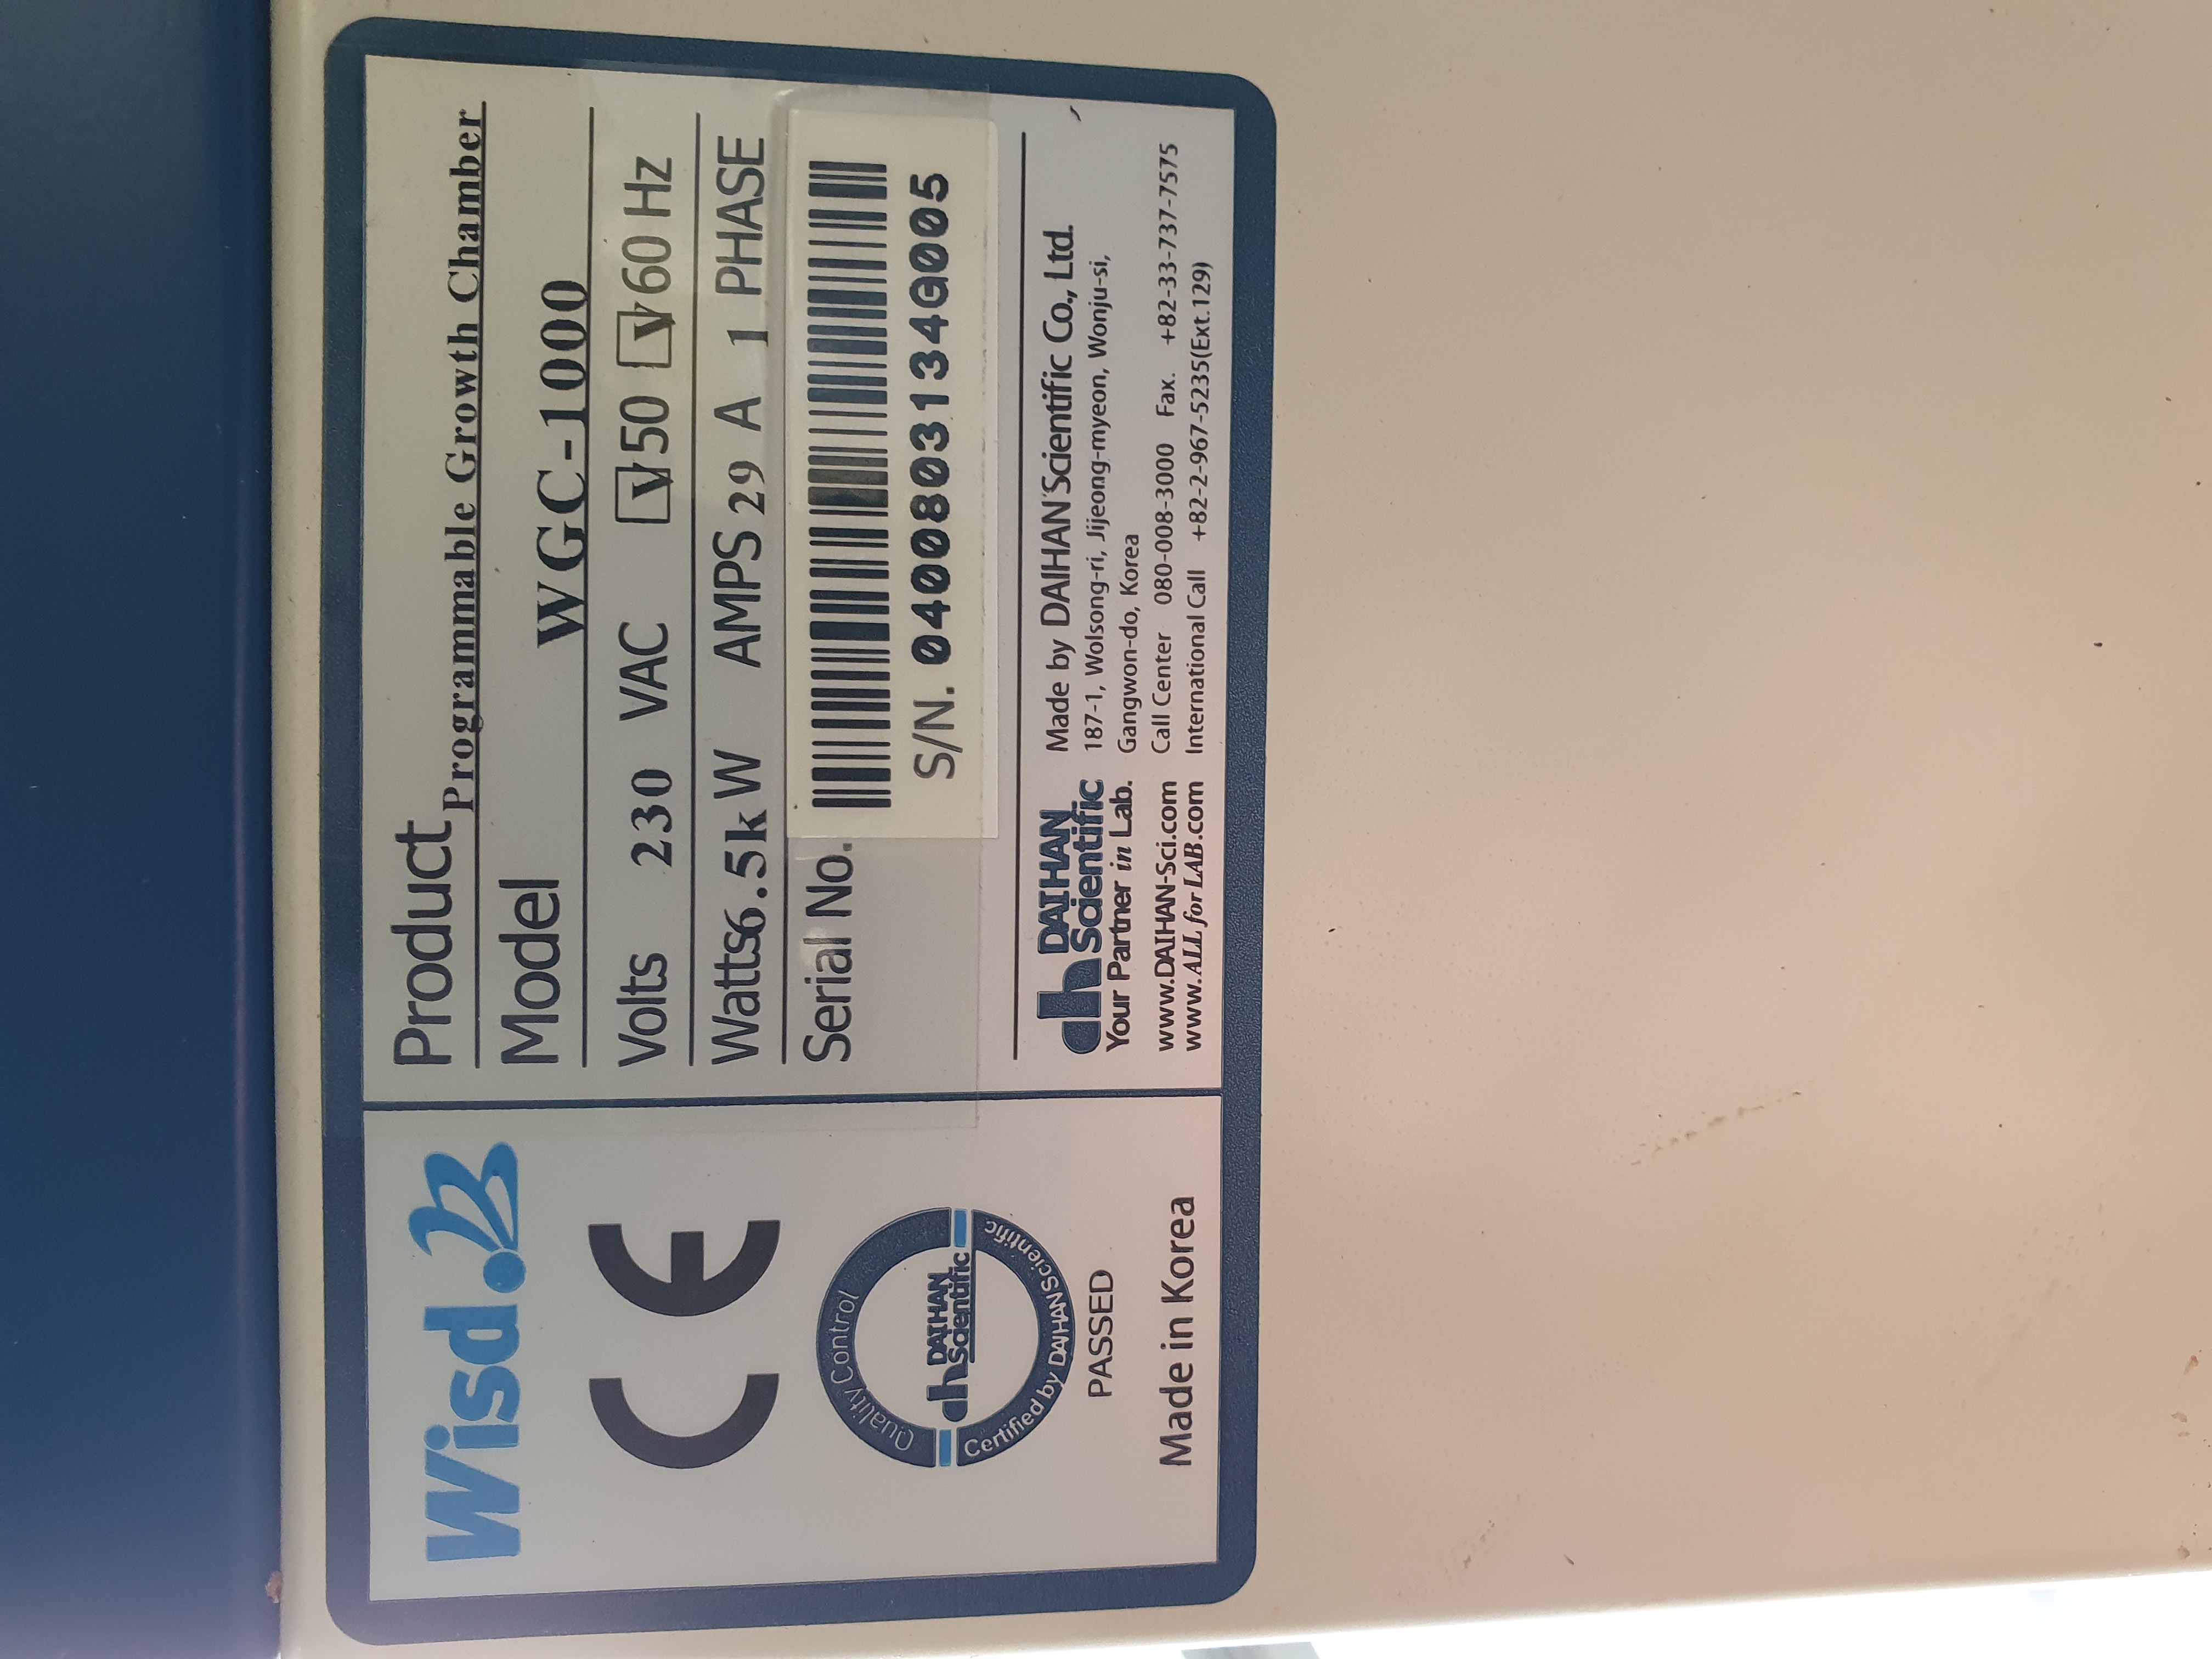 Wisd.
CE
Quality Control
dh DAIHAN
Scientific
Certified by DAIHAN Scientific
PASSED
Made in Korea
Product Programmable Growth Chamber
Model WGC-1000
Volts 230 VAC V 50 V 60 Hz
Watts 6.5k W AMPS 29 A 1 PHASE
Serial No.
S/N. 0400803134G005
dh DAIHAN
Scientific
Your Partner in Lab.
www.DAIHAN-Sci.com
www.ALL for LAB.com
Made by DAIHAN Scientific Co., Ltd.
187-1, Wolsong-ri, Jijeong-myeon, Wonju-si,
Gangwon-do, Korea
Call Center 080-008-3000 Fax. +82-33-737-7575
International Call +82-2-967-5235(Ext.129)